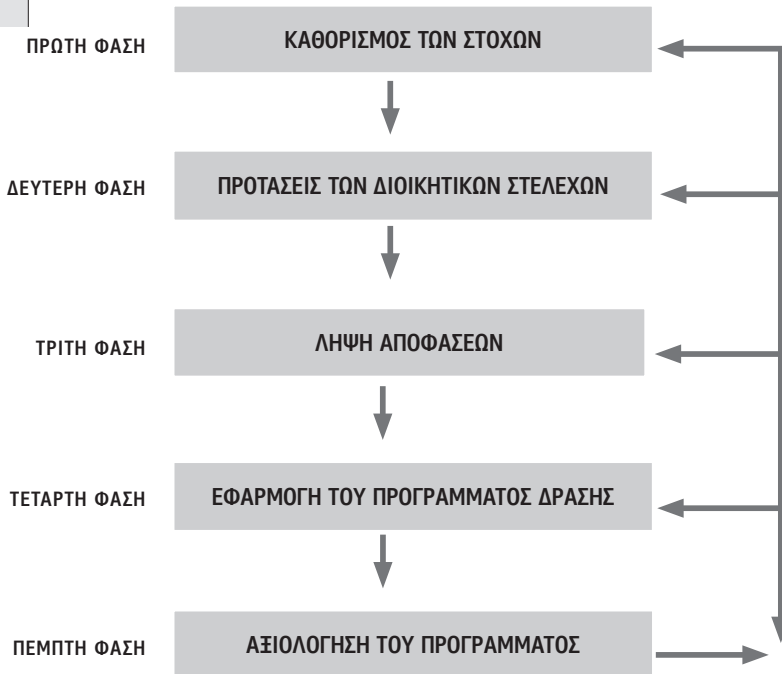 ΠΡΩΤΗ ΦΑΣΗ
ΚΑΘΟΡΙΣΜΟΣ ΤΩΝ ΣΤΟΧΩΝ
ΔΕΥΤΕΡΗ ΦΑΣΗ
ΠΡΟΤΑΣΕΙΣ ΤΩΝ ΔΙΟΙΚΗΤΙΚΩΝ ΣΤΕΛΕΧΩΝ
ΤΡΙΤΗ ΦΑΣΗ
ΛΗΨΗ ΑΠΟΦΑΣΕΩΝ
ΤΕΤΑΡΤΗ ΦΑΣΗ
ΕΦΑΡΜΟΓΗ ΤΟΥ ΠΡΟΓΡΑΜΜΑΤΟΣ ΔΡΑΣΗΣ
ΠΕΜΠΤΗ ΦΑΣΗ
ΑΞΙΟΛΟΓΗΣΗ ΤΟΥ ΠΡΟΓΡΑΜΜΑΤΟΣ